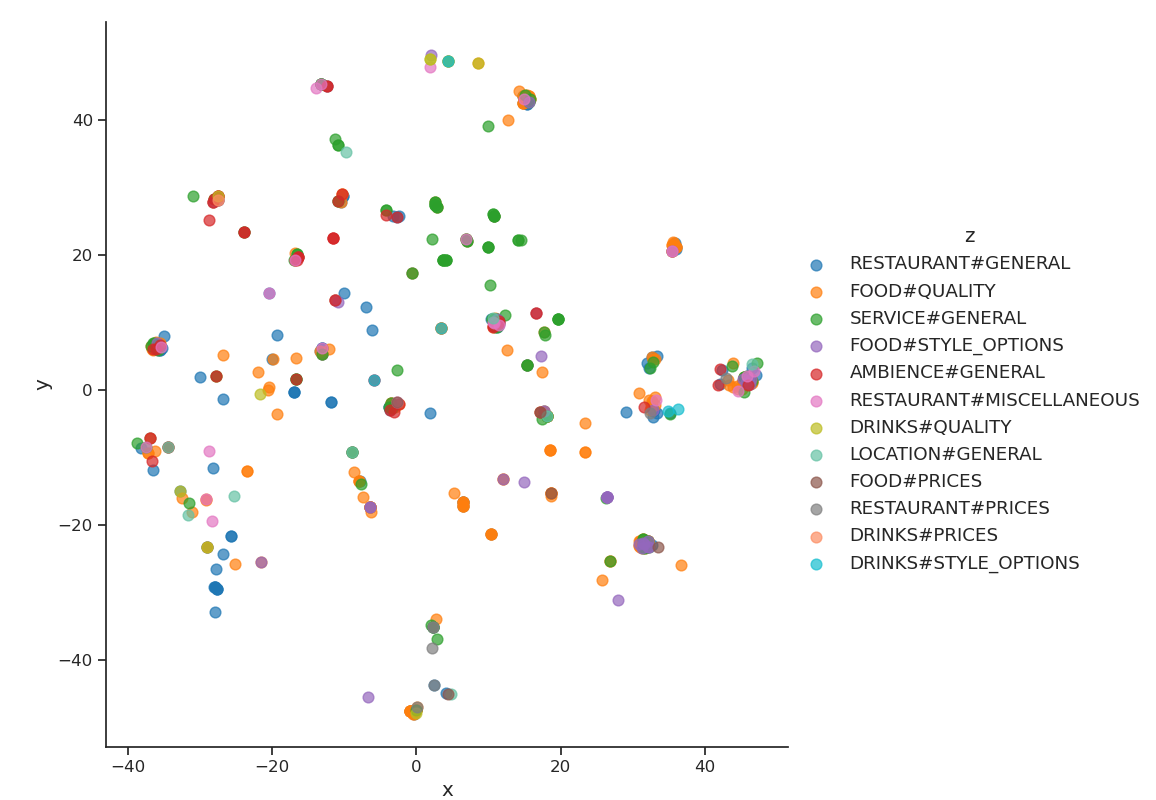 40
20
0
−20
−40
y
−40
−20
0
20
40
x
z
RESTAURANT#GENERAL
FOOD#QUALITY
SERVICE#GENERAL
FOOD#STYLE_OPTIONS
AMBIENCE#GENERAL
RESTAURANT#MISCELLANEOUS
DRINKS#QUALITY
LOCATION#GENERAL
FOOD#PRICES
RESTAURANT#PRICES
DRINKS#PRICES
DRINKS#STYLE_OPTIONS